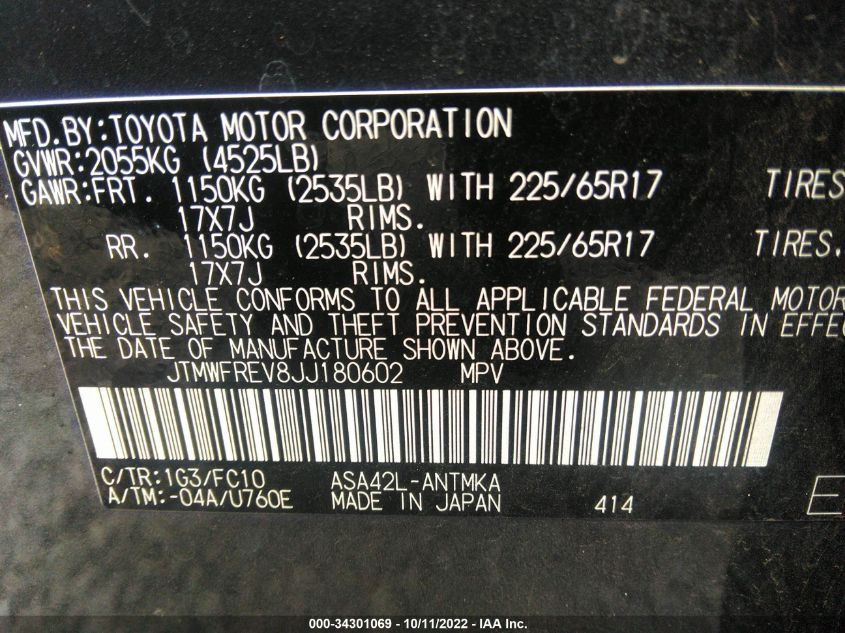 MFD.BY:TOYOTA MOTOR CORPORATION
GVWR:2055KG (4525LB)
GAWR:FRT. 1150KG (2535LB) WITH 225/65R17 TIRES
17X7J RIMS.
RR. 1150KG (2535LB) WITH 225/65R17 TIRES.
17X7J RIMS.
THIS VEHICLE CONFORMS TO ALL APPLICABLE FEDERAL MOTOR
VEHICLE SAFETY AND THEFT PREVENTION STANDARDS IN EFFE
THE DATE OF MANUFACTURE SHOWN ABOVE.
JTMWFREV8JJ180602 MPV
C/TR:1G3/FC10 ASA42L-ANTMKA
A/TM:-04A/U760E MADE IN JAPAN 414 E
000-34301069 - 10/11/2022 - IAA Inc.